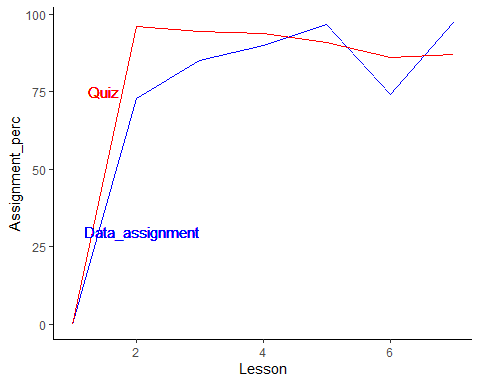 100
75
50
25
0
Assignment_perc
Quiz
Data_assignment
2 4 6
Lesson